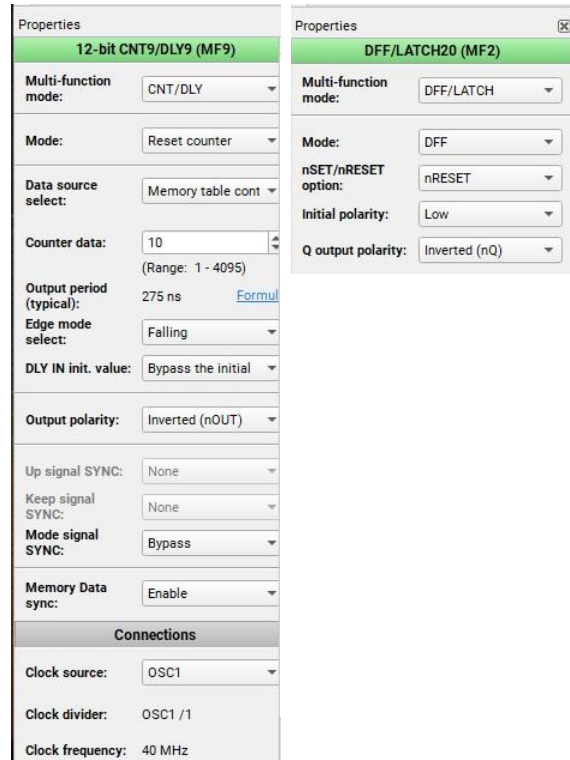 Properties
12-bit CNT9/DLY9 (MF9)
Multi-function
mode:
CNT/DLY
Mode:
Reset counter
Data source
select:
Memory table cont
Counter data:
10
(Range: 1 - 4095)
Output period
(typical):
275 ns
Formul
Edge mode
select:
Falling
DLY IN init. value:
Bypass the initial
Output polarity:
Inverted (nOUT)
Up signal SYNC:
None
Keep signal
SYNC:
None
Mode signal
SYNC:
Bypass
Memory Data
sync:
Enable
Connections
Clock source:
OSC1
Clock divider:
OSC1 /1
Clock frequency:
40 MHz
Properties
DFF/LATCH20 (MF2)
Multi-function
mode:
DFF/LATCH
Mode:
DFF
nSET/nRESET
option:
nRESET
Initial polarity:
Low
Q output polarity:
Inverted (nQ)